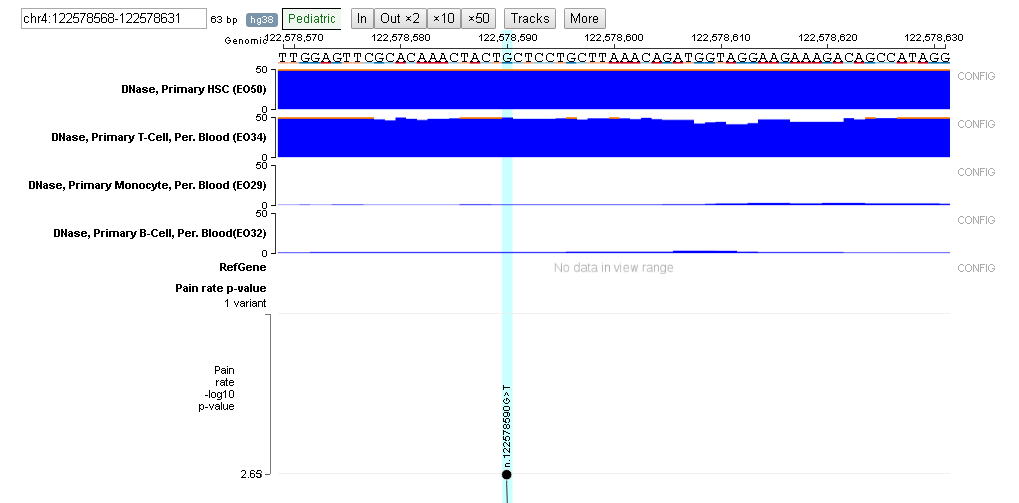 chr4:122578568-122578631 63 bp hg38 Pediatric In Out ×2 ×10 ×50 Tracks More
Genomic 122,578,570 122,578,580 122,578,590 122,578,600 122,578,610 122,578,620 122,578,630
TTGGAGTTCGCACAAACTACTGCTCCTGCTTAAACAGATGGTAGGAAGAAAGACAGCCATAGG
50 CONFIG
DNase, Primary HSC (E050)
0
50 CONFIG
DNase, Primary T-Cell, Per. Blood (E034)
0
50 CONFIG
DNase, Primary Monocyte, Per. Blood (E029)
0
50 CONFIG
DNase, Primary B-Cell, Per. Blood(E032)
0
RefGene No data in view range CONFIG
Pain rate p-value
1 variant
Pain
rate
-log10
p-value
n.122578590G>T
2.65